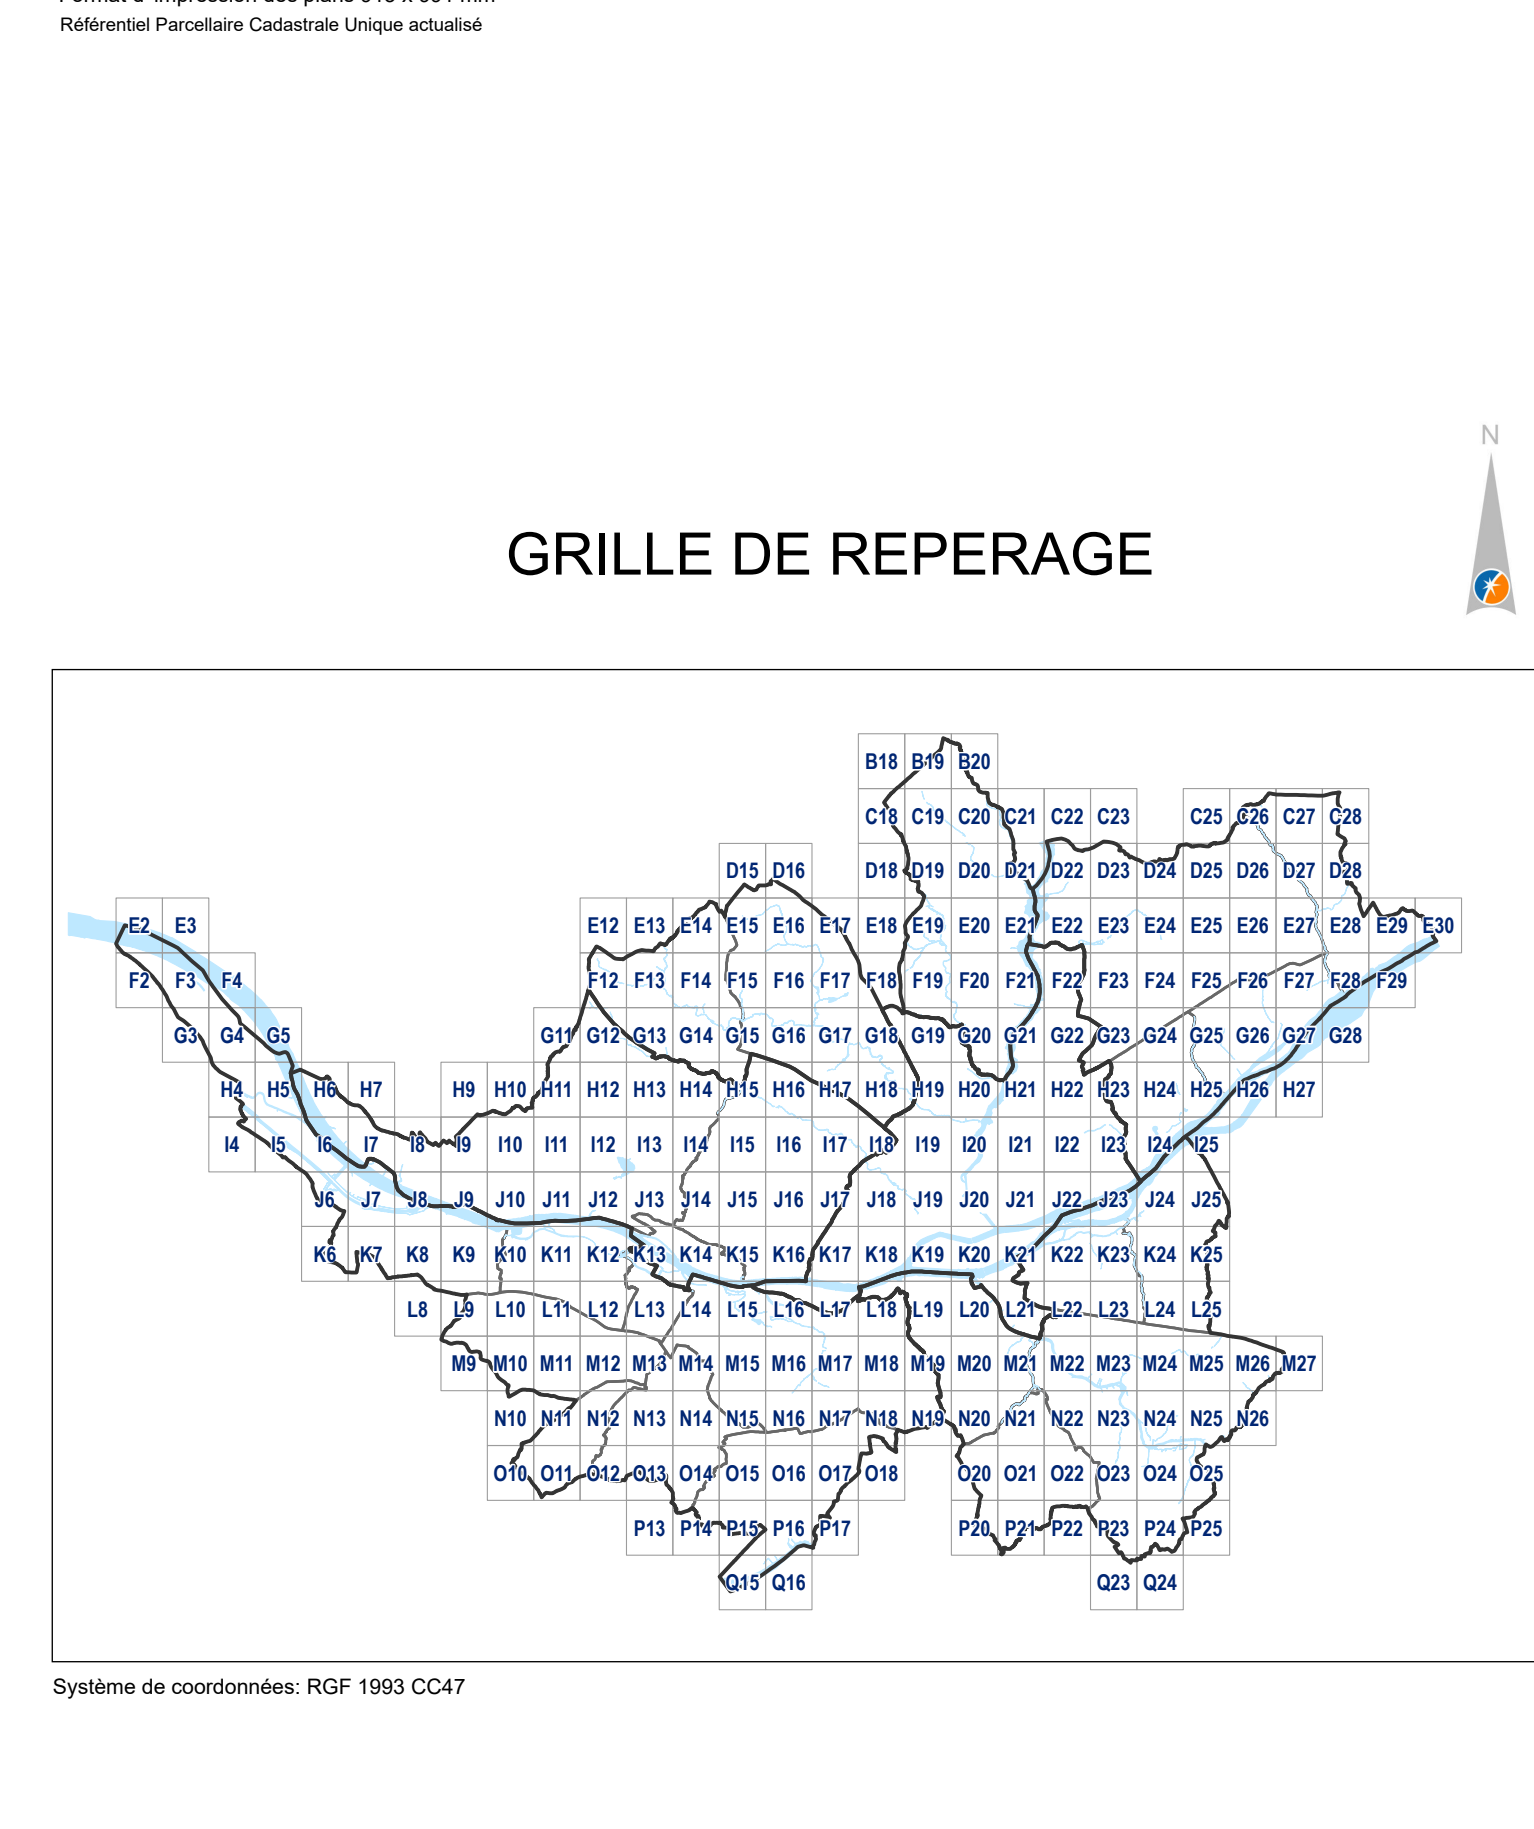 Référentiel Parcellaire Cadastrale Unique actualisé
N
GRILLE DE REPERAGE
B18 B19 B20
C18 C19 C20 C21 C22 C23 C25 C26 C27 C28
D15 D16 D18 D19 D20 D21 D22 D23 D24 D25 D26 D27 D28
E2 E3 E12 E13 E14 E15 E16 E17 E18 E19 E20 E21 E22 E23 E24 E25 E26 E27 E28 E29 E30
F2 F3 F4 F12 F13 F14 F15 F16 F17 F18 F19 F20 F21 F22 F23 F24 F25 F26 F27 F28 F29
G3 G4 G5 G11 G12 G13 G14 G15 G16 G17 G18 G19 G20 G21 G22 G23 G24 G25 G26 G27 G28
H4 H5 H6 H7 H9 H10 H11 H12 H13 H14 H15 H16 H17 H18 H19 H20 H21 H22 H23 H24 H25 H26 H27
I4 I5 I6 I7 I8 I9 I10 I11 I12 I13 I14 I15 I16 I17 I18 I19 I20 I21 I22 I23 I24 I25
J6 J7 J8 J9 J10 J11 J12 J13 J14 J15 J16 J17 J18 J19 J20 J21 J22 J23 J24 J25
K6 K7 K8 K9 K10 K11 K12 K13 K14 K15 K16 K17 K18 K19 K20 K21 K22 K23 K24 K25
L8 L9 L10 L11 L12 L13 L14 L15 L16 L17 L18 L19 L20 L21 L22 L23 L24 L25
M9 M10 M11 M12 M13 M14 M15 M16 M17 M18 M19 M20 M21 M22 M23 M24 M25 M26 M27
N10 N11 N12 N13 N14 N15 N16 N17 N18 N19 N20 N21 N22 N23 N24 N25 N26
O10 O11 O12 O13 O14 O15 O16 O17 O18 O20 O21 O22 O23 O24 O25
P13 P14 P15 P16 P17 P20 P21 P22 P23 P24 P25
Q15 Q16 Q23 Q24
Système de coordonnées: RGF 1993 CC47